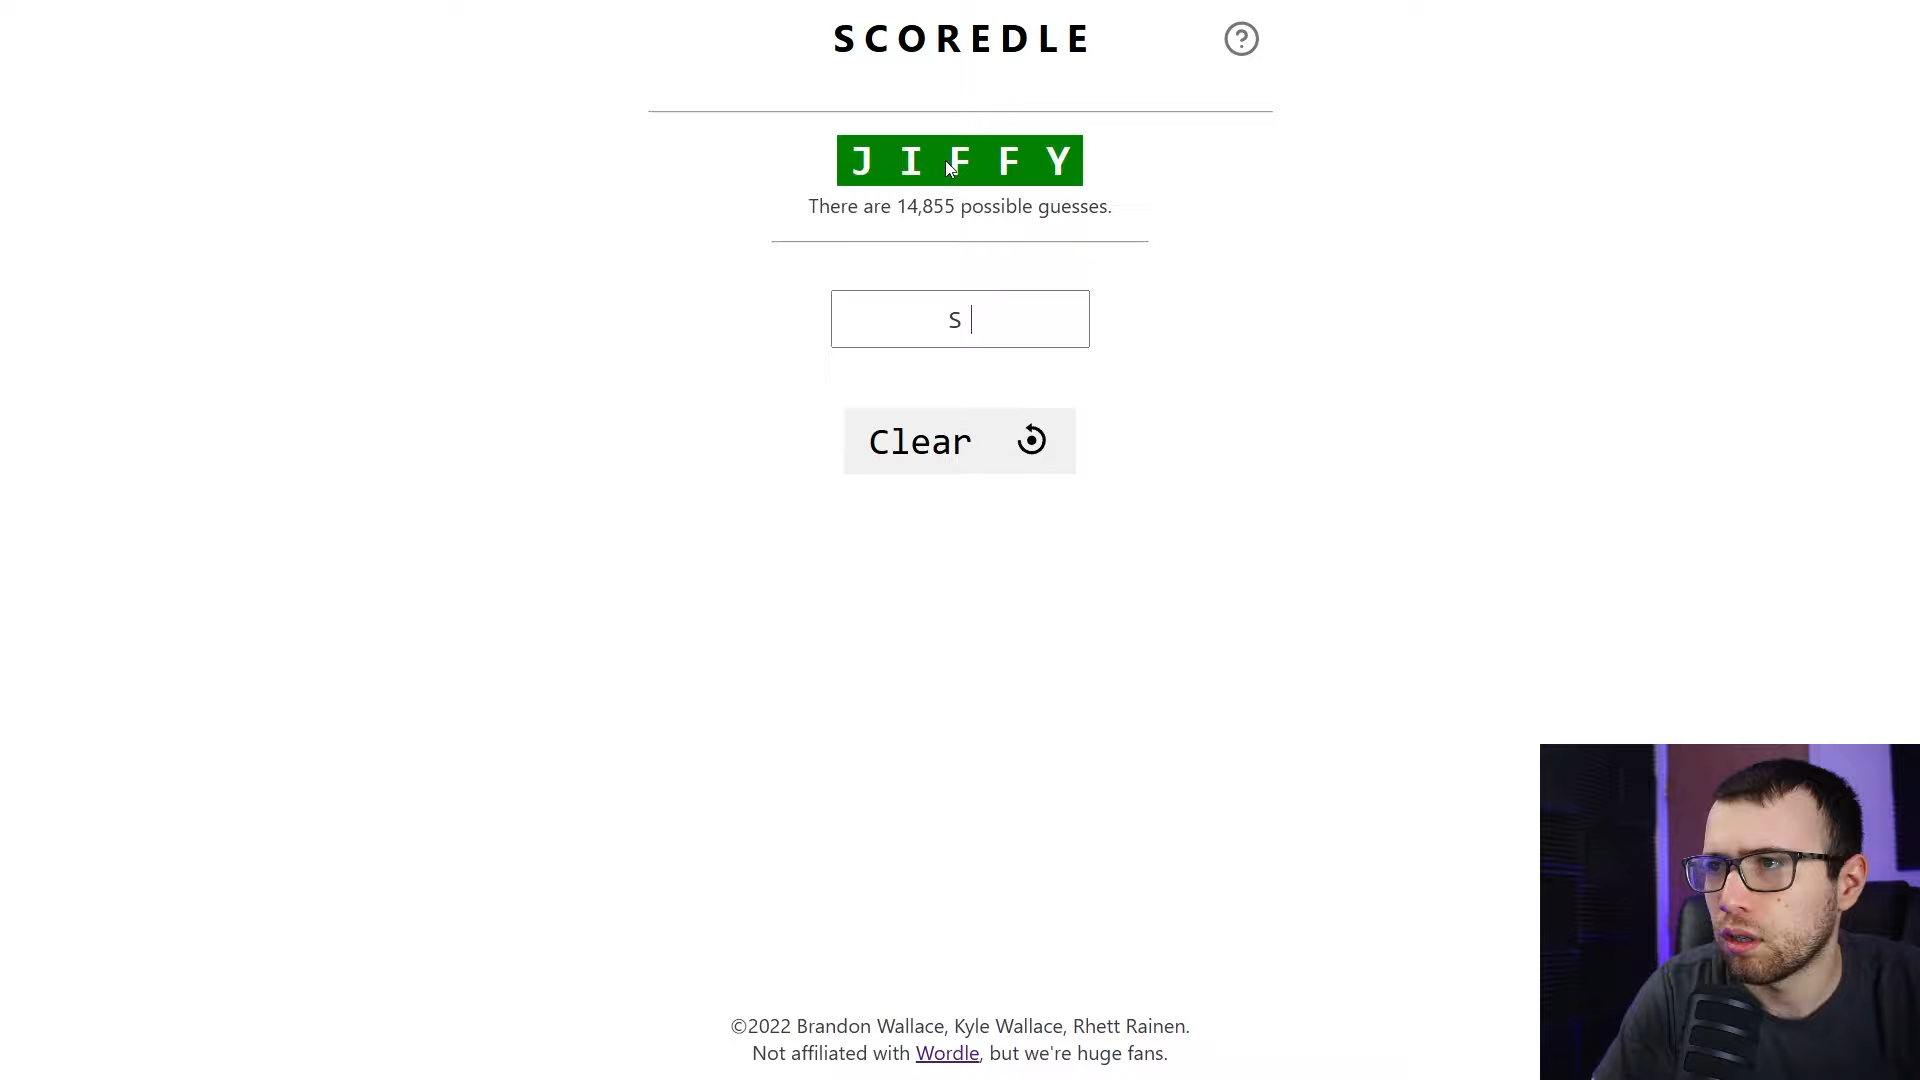 SCOREDLE
JIFFY
There are 14,855 possible guesses.
S
Clear
©2022 Brandon Wallace, Kyle Wallace, Rhett Rainen.
Not affiliated with Wordle, but we're huge fans.